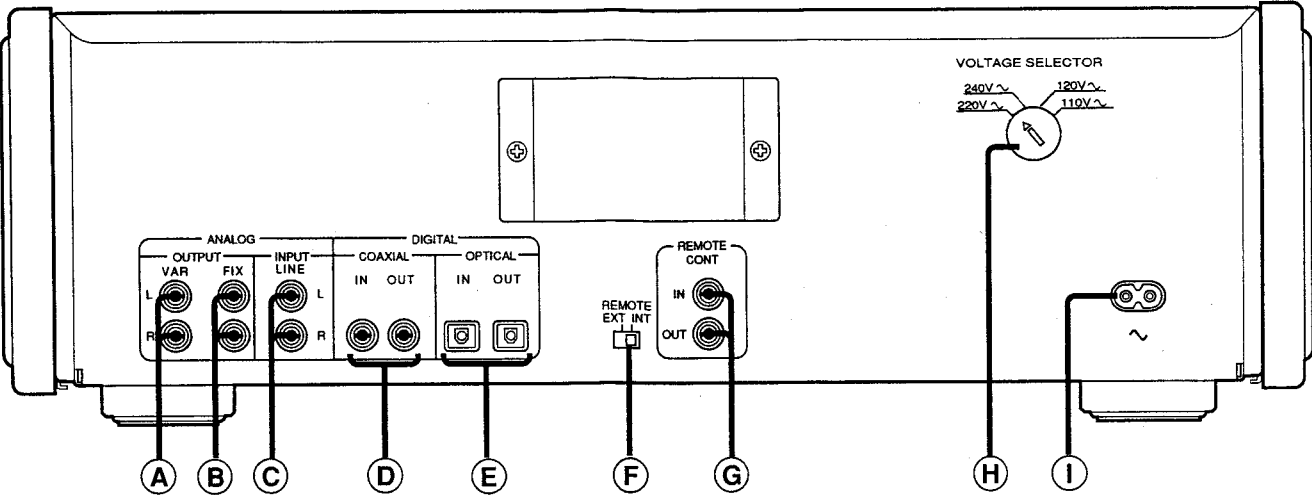 VOLTAGE SELECTOR
240V ~ 120V ~
220V ~ 110V ~
ANALOG DIGITAL
OUTPUT INPUT COAXIAL OPTICAL
VAR FIX LINE IN OUT IN OUT
L L
R R
REMOTE
CONT
IN
OUT
REMOTE
EXT INT
~
A B C D E F G H I